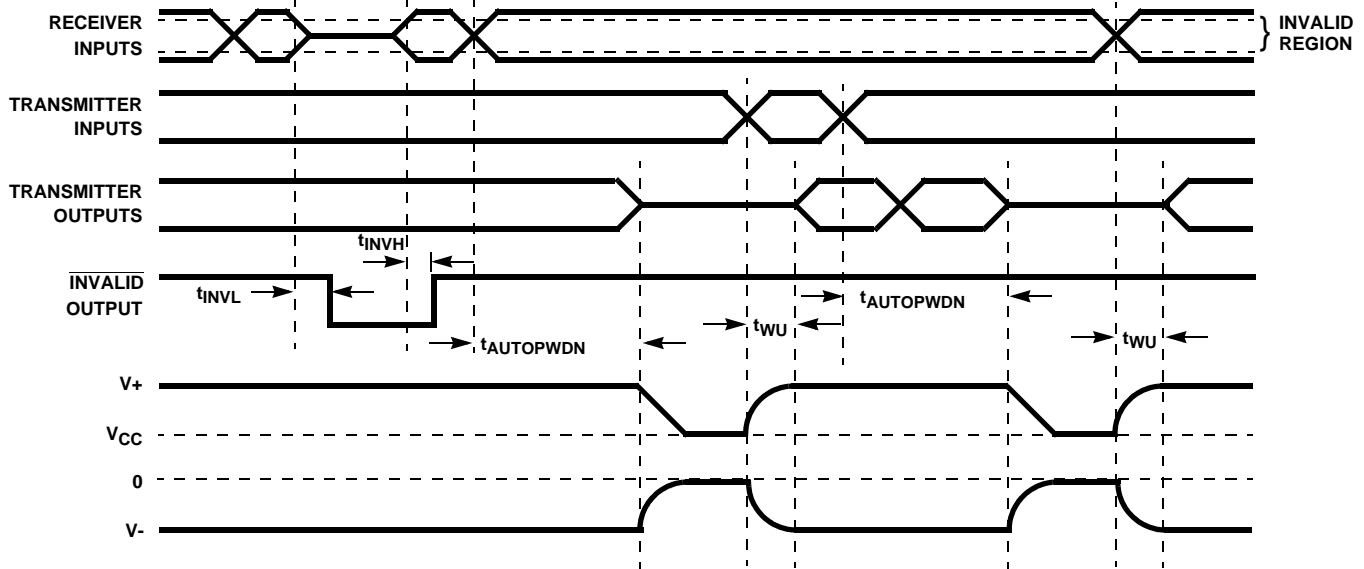 RECEIVER
INPUTS
} INVALID
REGION
TRANSMITTER
INPUTS
TRANSMITTER
OUTPUTS
tINVH
INVALID
OUTPUT
tINVL
tAUTOPWDN
tAUTOPWDN
tWU
tWU
V+
VCC
0
V-